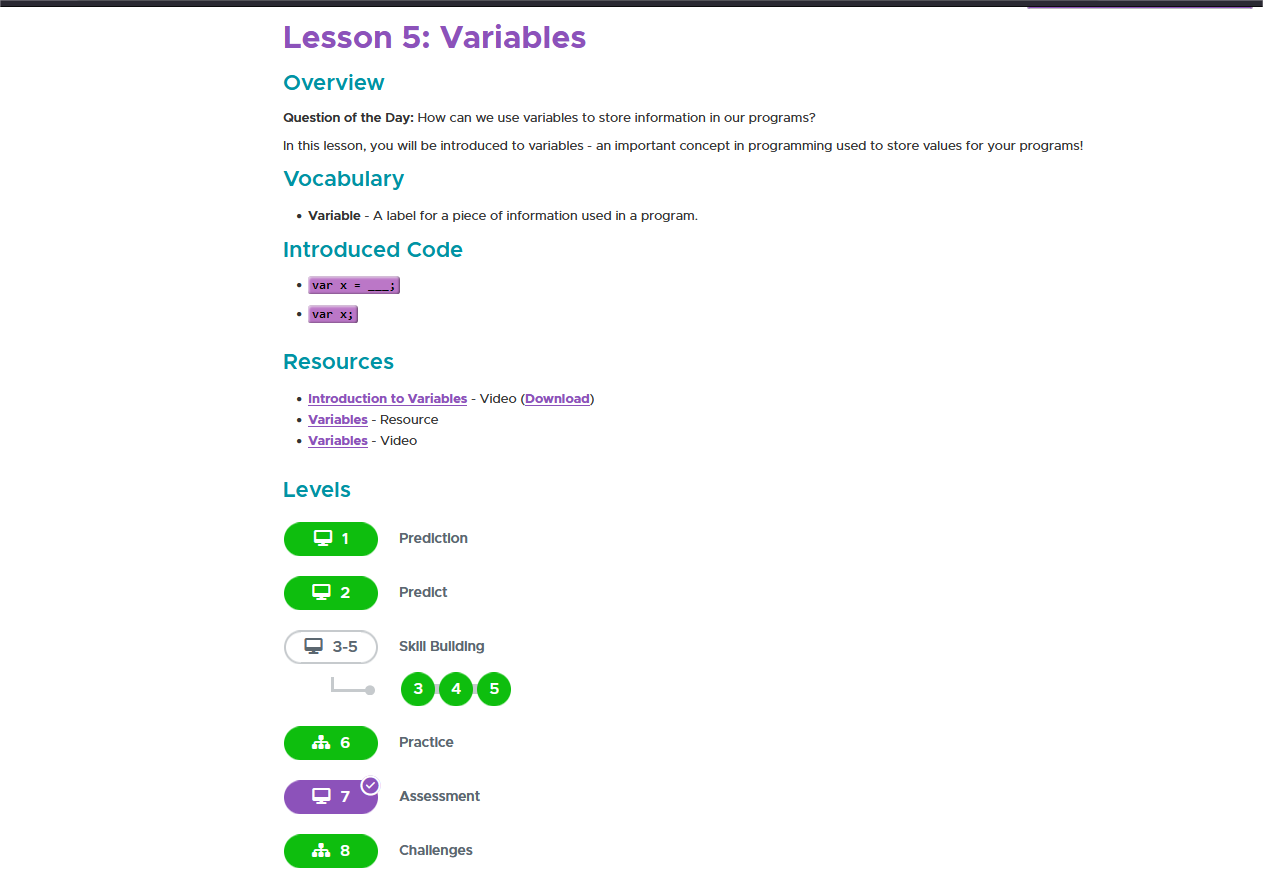 Lesson 5: Variables
Overview
Question of the Day: How can we use variables to store information in our programs?
In this lesson, you will be introduced to variables - an important concept in programming used to store values for your programs!
Vocabulary
• Variable - A label for a piece of information used in a program.
Introduced Code
• var x = ___;
• var x;
Resources
• Introduction to Variables - Video (Download)
• Variables - Resource
• Variables - Video
Levels
1 Prediction
2 Predict
3-5 Skill Building
3 4 5
6 Practice
7 Assessment
8 Challenges